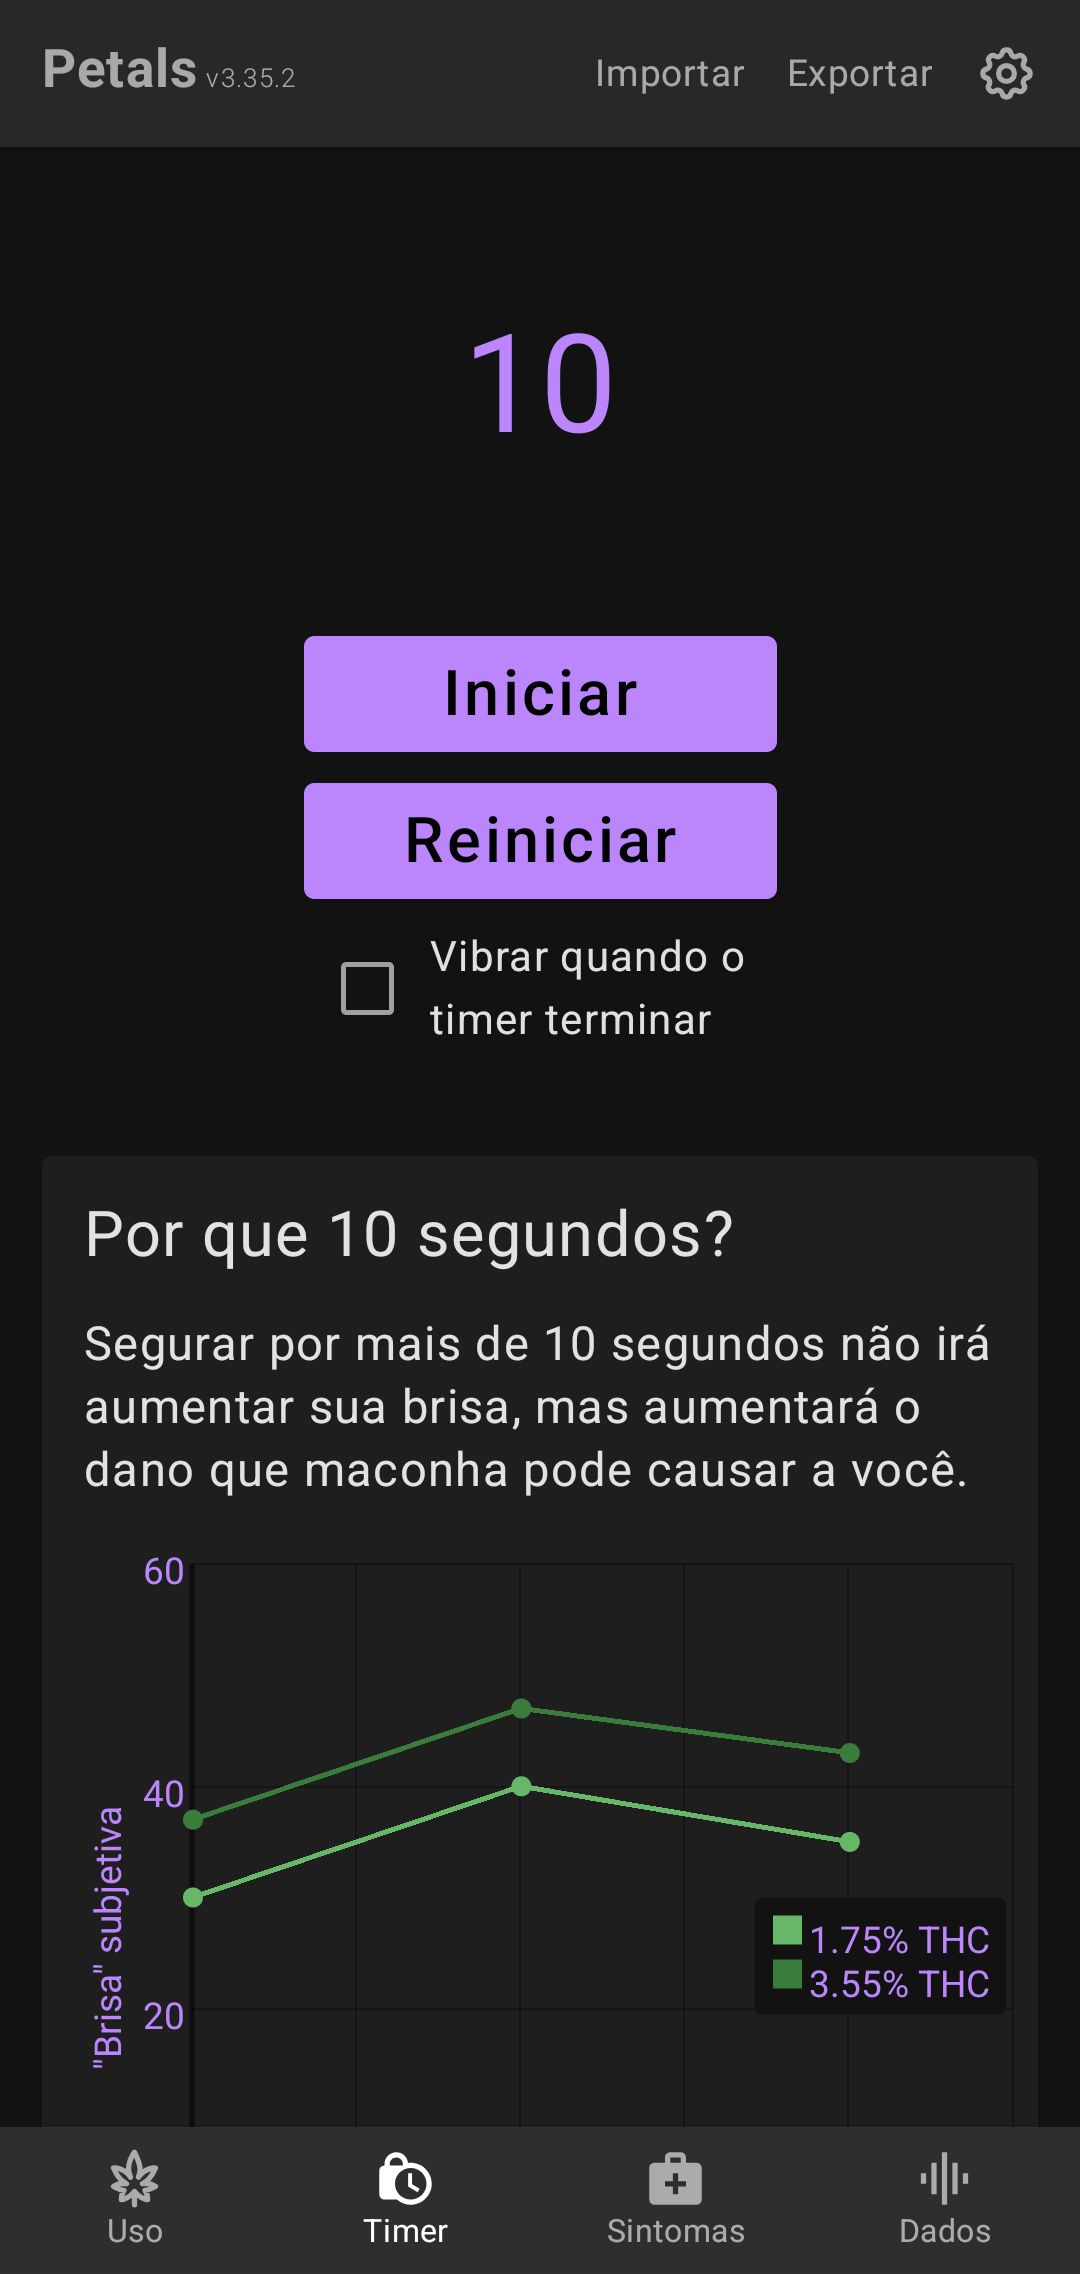 Petals v3.35.2
Importar
Exportar
10
Iniciar
Reiniciar
Vibrar quando o
timer terminar
Por que 10 segundos?
Segurar por mais de 10 segundos não irá
aumentar sua brisa, mas aumentará o
dano que maconha pode causar a você.
60
40
20
"Brisa" subjetiva
1.75% THC
3.55% THC
Uso
Timer
Sintomas
Dados